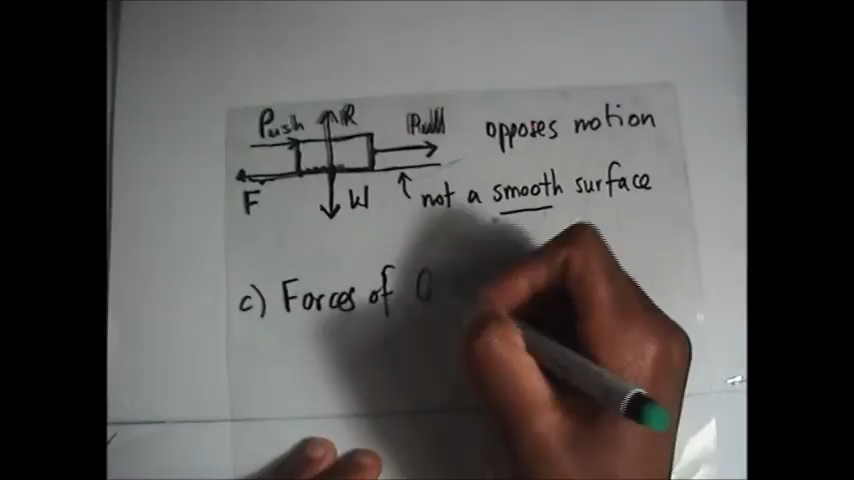 Push R Pull opposes motion
F W not a smooth surface
c) Forces of